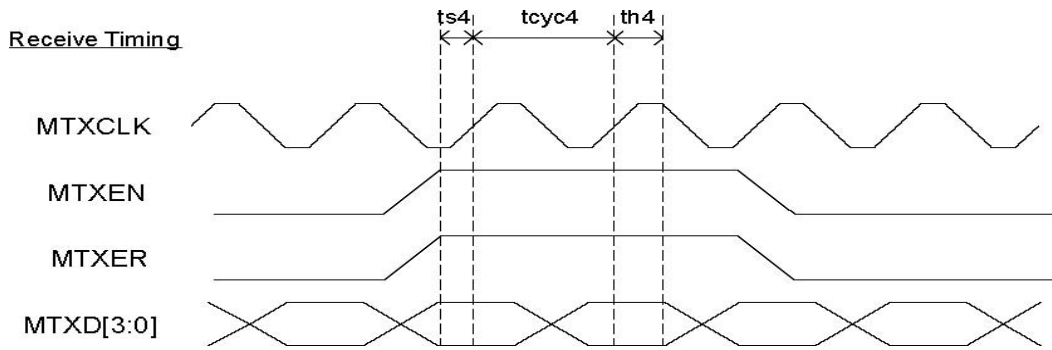 ts4 tcyc4 th4
Receive Timing
MTXCLK
MTXEN
MTXER
MTXD[3:0]